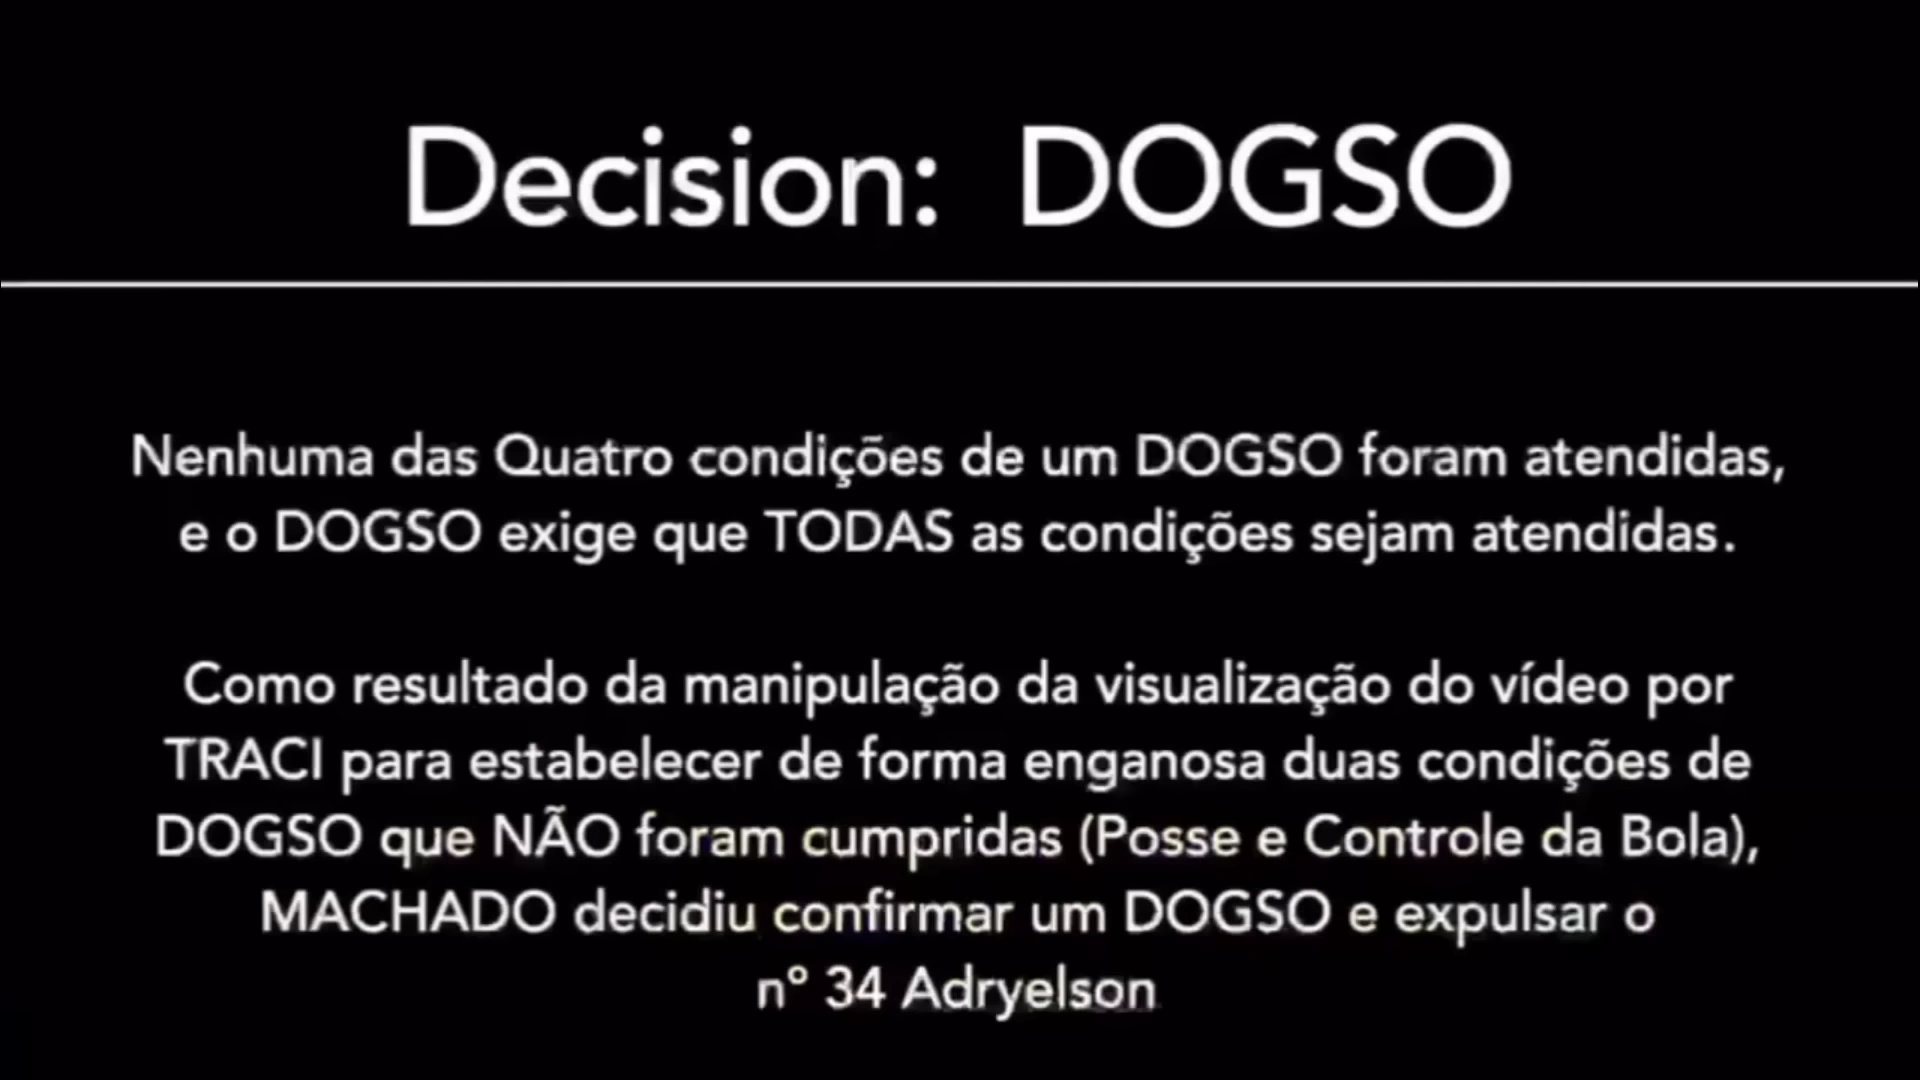 Decision: DOGSO
Nenhuma das Quatro condições de um DOGSO foram atendidas,
e o DOGSO exige que TODAS as condições sejam atendidas.
Como resultado da manipulação da visualização do vídeo por
TRACI para estabelecer de forma enganosa duas condições de
DOGSO que NÃO foram cumpridas (Posse e Controle da Bola),
MACHADO decidiu confirmar um DOGSO e expulsar o
nº 34 Adryelson